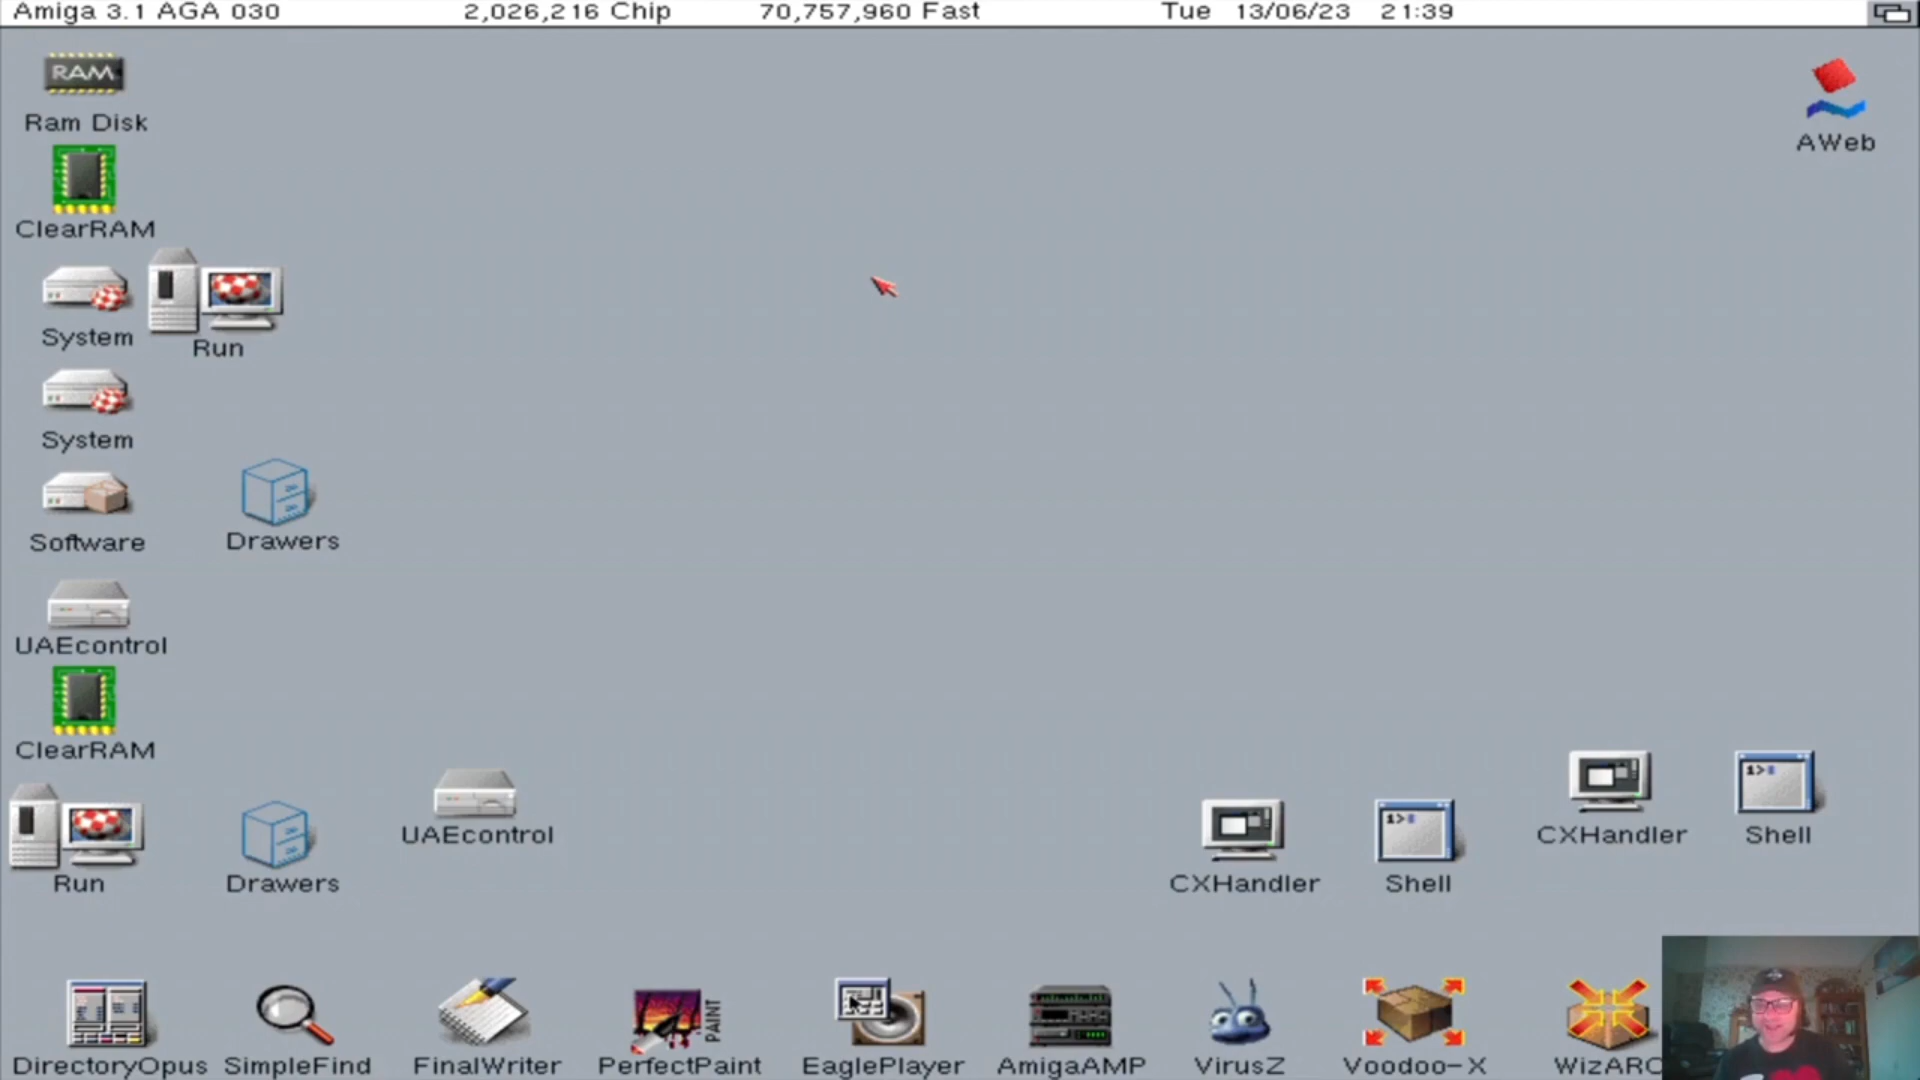 Amiga 3.1 AGA 030 2,026,216 Chip 70,757,960 Fast Tue 13/06/23 21:39
RAM
Ram Disk
AWeb
ClearRAM
System
Run
System
Software
Drawers
UAEcontrol
ClearRAM
1>
1>
UAEcontrol
CXHandler
Shell
Run
Drawers
CXHandler
Shell
PAINT
DirectoryOpus
SimpleFind
FinalWriter
PerfectPaint
EaglePlayer
AmigaAMP
VirusZ
Voodoo-X
WizARC